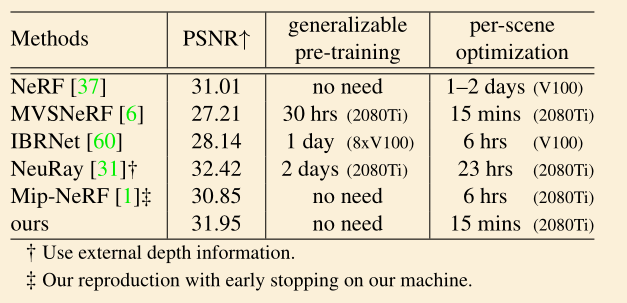 Methods PSNR↑ generalizable pre-training per-scene optimization
NeRF [37] 31.01 no need 1–2 days (V100)
MVSNeRF [6] 27.21 30 hrs (2080Ti) 15 mins (2080Ti)
IBRNet [60] 28.14 1 day (8xV100) 6 hrs (V100)
NeuRay [31]† 32.42 2 days (2080Ti) 23 hrs (2080Ti)
Mip-NeRF [1]‡ 30.85 no need 6 hrs (2080Ti)
ours 31.95 no need 15 mins (2080Ti)
† Use external depth information.
‡ Our reproduction with early stopping on our machine.